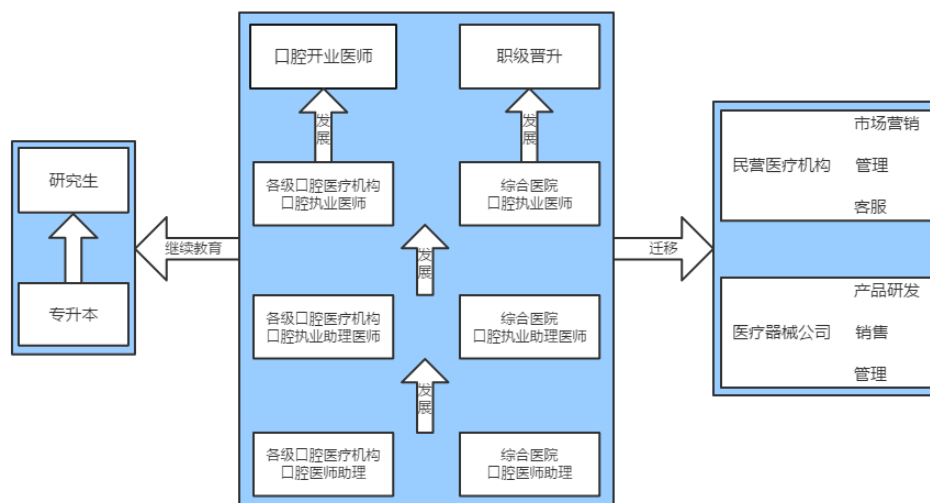 口腔开业医师
职级晋升
发展
发展
各级口腔医疗机构
口腔执业医师
综合医院
口腔执业医师
研究生
专升本
继续教育
发展
迁移
各级口腔医疗机构
口腔执业助理医师
综合医院
口腔执业助理医师
发展
各级口腔医疗机构
口腔医师助理
综合医院
口腔医师助理
市场营销
民营医疗机构
管理
客服
产品研发
医疗器械公司
销售
管理